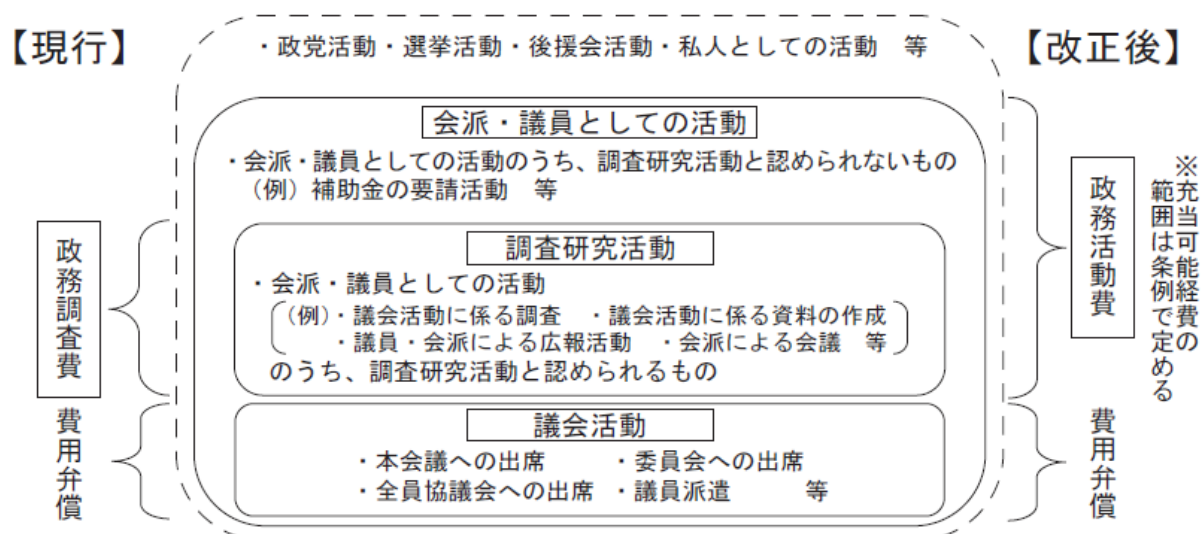 【現行】
・政党活動・選挙活動・後援会活動・私人としての活動　等
【改正後】
会派・議員としての活動
・会派・議員としての活動のうち、調査研究活動と認められないもの
（例）補助金の要請活動　等
政務調査費
調査研究活動
・会派・議員としての活動
（例）・議会活動に係る調査　・議会活動に係る資料の作成
・議員・会派による広報活動　・会派による会議　等
のうち、調査研究活動と認められるもの
政務活動費
※充当可能経費の
範囲は条例で定める
費用弁償
議会活動
・本会議への出席　・委員会への出席
・全員協議会への出席　・議員派遣　等
費用弁償